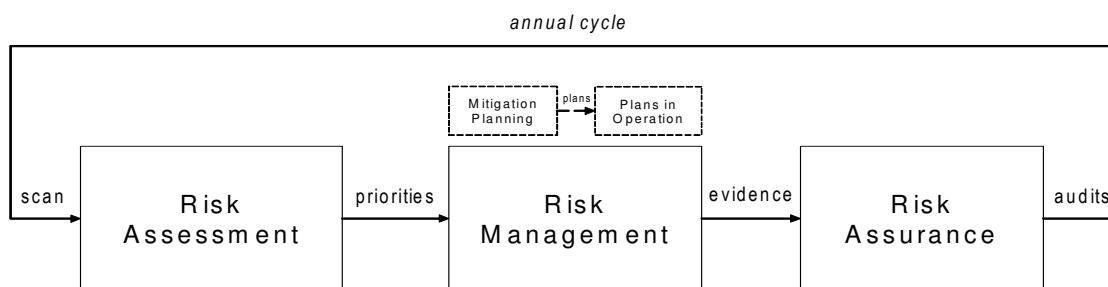 annual cycle
Mitigation
Planning
plans
Plans in
Operation
scan
Risk
Assessment
priorities
Risk
Management
evidence
Risk
Assurance
audits